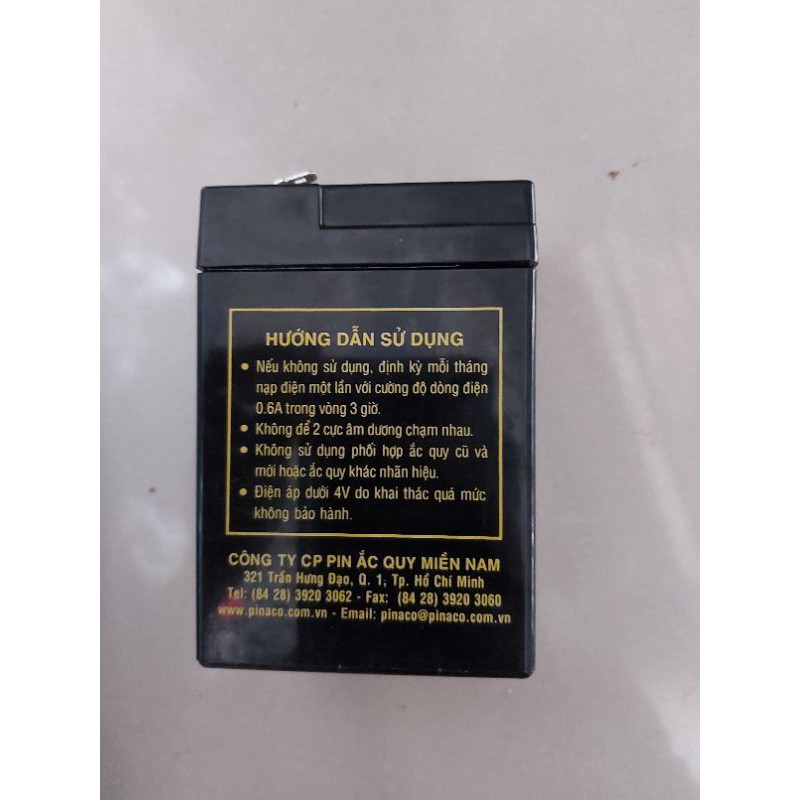 HƯỚNG DẪN SỬ DỤNG
• Nếu không sử dụng, định kỳ mỗi tháng
nạp điện một lần với cường độ dòng điện
0.6A trong vòng 3 giờ.
• Không để 2 cực âm dương chạm nhau.
• Không sử dụng phối hợp ắc quy cũ và
mới hoặc ắc quy khác nhãn hiệu.
• Điện áp dưới 4V do khai thác quá mức
không bảo hành.
CÔNG TY CP PIN ẮC QUY MIỀN NAM
321 Trần Hưng Đạo, Q. 1, Tp. Hồ Chí Minh
Tel: (84 28) 3920 3062 - Fax: (84 28) 3920 3060
www.pinaco.com.vn - Email: pinaco@pinaco.com.vn